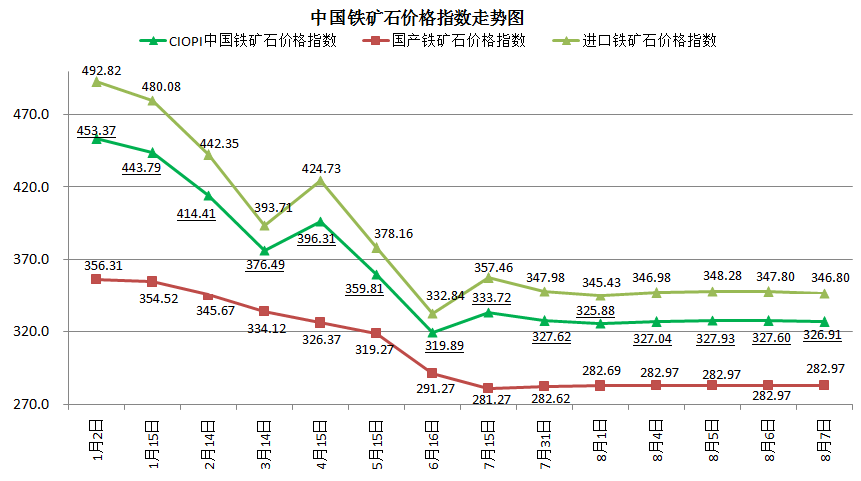 中国铁矿石价格指数走势图
CIOPI中国铁矿石价格指数 国产铁矿石价格指数 进口铁矿石价格指数
470.0
420.0
370.0
320.0
270.0
492.82 480.08 442.35 393.71 424.73 378.16 332.84 357.46 347.98 345.43 346.98 348.28 347.80 346.80
453.37 443.79 414.41 376.49 396.31 359.81 319.89 333.72 327.62 325.88 327.04 327.93 327.60 326.91
356.31 354.52 345.67 334.12 326.37 319.27 291.27 281.27 282.62 282.69 282.97 282.97 282.97 282.97
1月2日 1月15日 2月14日 3月14日 4月15日 5月15日 6月16日 7月15日 7月31日 8月1日 8月4日 8月5日 8月6日 8月7日